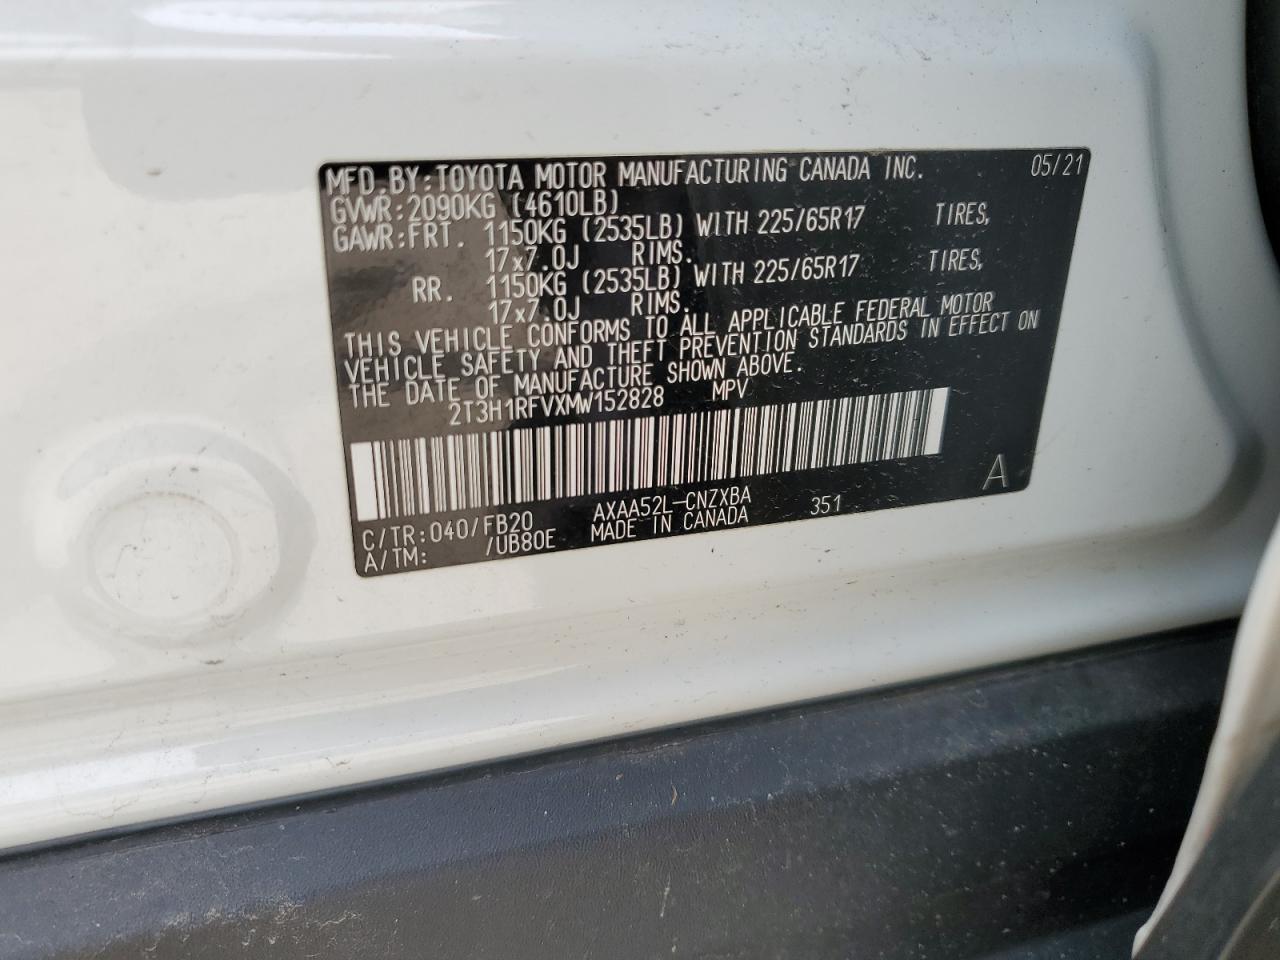 MFD.BY:TOYOTA MOTOR MANUFACTURING CANADA INC. 05/21
GVWR:2090KG (4610LB)
GAWR:FRT. 1150KG (2535LB) WITH 225/65R17 TIRES,
17x7.0J RIMS.
RR. 1150KG (2535LB) WITH 225/65R17 TIRES,
17x7.0J RIMS.
THIS VEHICLE CONFORMS TO ALL APPLICABLE FEDERAL MOTOR
VEHICLE SAFETY AND THEFT PREVENTION STANDARDS IN EFFECT ON
THE DATE OF MANUFACTURE SHOWN ABOVE.
2T3H1RFVXMW152828 MPV
A
C/TR:040/FB20 AXAA52L-CNZXBA 351
A/TM: /UB80E MADE IN CANADA